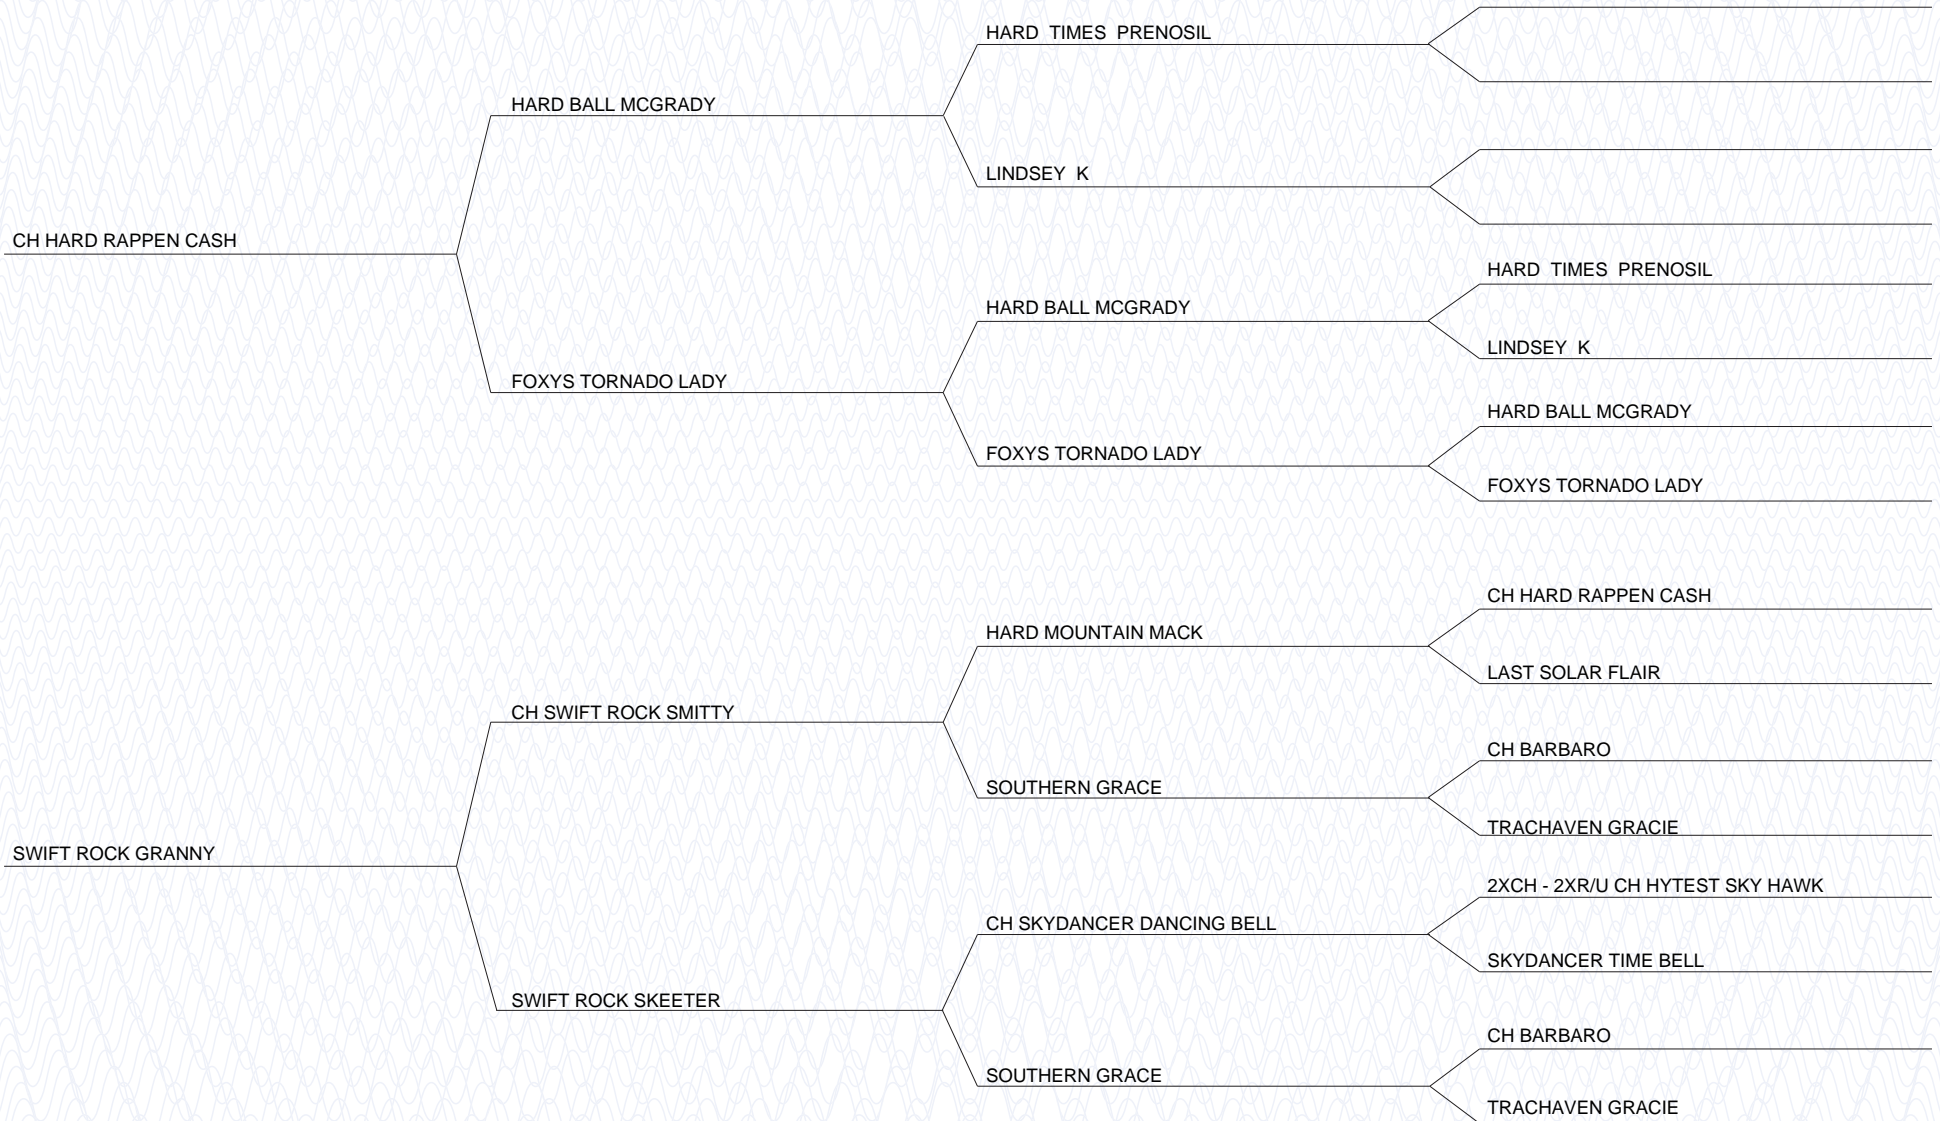 HARD  TIMES  PRENOSIL
HARD BALL MCGRADY
LINDSEY  K
CH HARD RAPPEN CASH
HARD  TIMES  PRENOSIL
HARD BALL MCGRADY
LINDSEY  K
FOXYS TORNADO LADY
HARD BALL MCGRADY
FOXYS TORNADO LADY
FOXYS TORNADO LADY
CH HARD RAPPEN CASH
HARD MOUNTAIN MACK
LAST SOLAR FLAIR
CH SWIFT ROCK SMITTY
CH BARBARO
SOUTHERN GRACE
TRACHAVEN GRACIE
SWIFT ROCK GRANNY
2XCH - 2XR/U CH HYTEST SKY HAWK
CH SKYDANCER DANCING BELL
SKYDANCER TIME BELL
SWIFT ROCK SKEETER
CH BARBARO
SOUTHERN GRACE
TRACHAVEN GRACIE